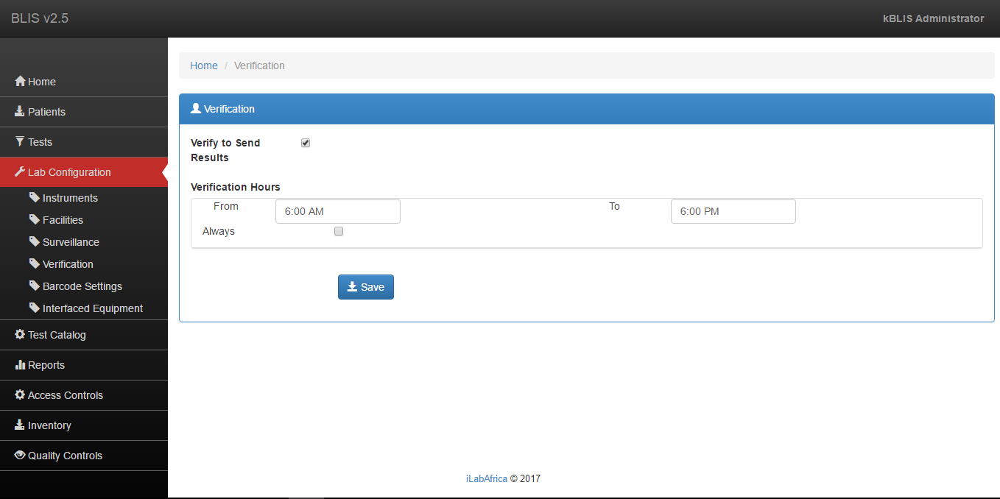 BLIS v2.5
kBLIS Administrator
Home
Patients
Tests
Lab Configuration
Instruments
Facilities
Surveillance
Verification
Barcode Settings
Interfaced Equipment
Test Catalog
Reports
Access Controls
Inventory
Quality Controls
Home / Verification
Verification
Verify to Send
Results
Verification Hours
From 6:00 AM To 6:00 PM
Always
Save
iLabAfrica © 2017